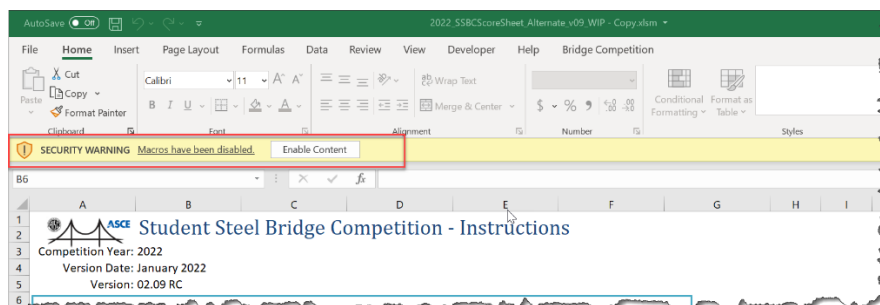 AutoSave Off 2022_SSBCScoreSheet_Alternate_v09_WIP - Copy.xlsm
File Home Insert Page Layout Formulas Data Review View Developer Help Bridge Competition
Cut
Calibri 11 A^ Aˇ ab Wrap Text
Copy
Paste
Format Painter
B I U A Merge & Center $ % 9 Conditional Formatting Format as Table
Clipboard Font Alignment Number Styles
SECURITY WARNING Macros have been disabled. Enable Content
B6 fx
A B C D E F G H I
1
2 ASCE Student Steel Bridge Competition - Instructions
3 Competition Year: 2022
4 Version Date: January 2022
5 Version: 02.09 RC
6